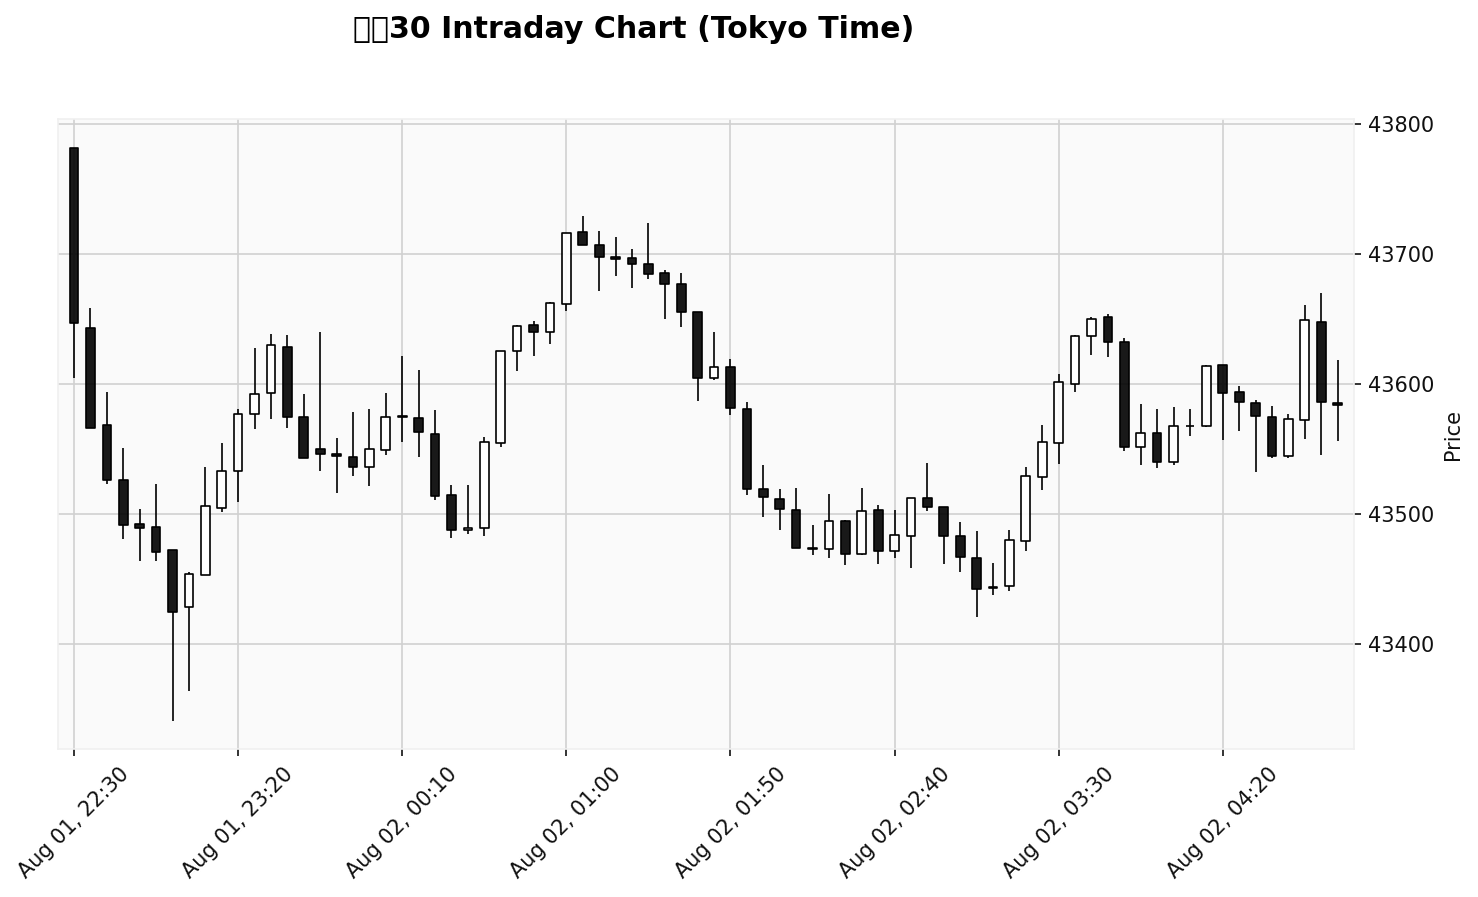 30 Intraday Chart (Tokyo Time)
43800
43700
43600
43500
43400
Price
Aug 01, 22:30
Aug 01, 23:20
Aug 02, 00:10
Aug 02, 01:00
Aug 02, 01:50
Aug 02, 02:40
Aug 02, 03:30
Aug 02, 04:20